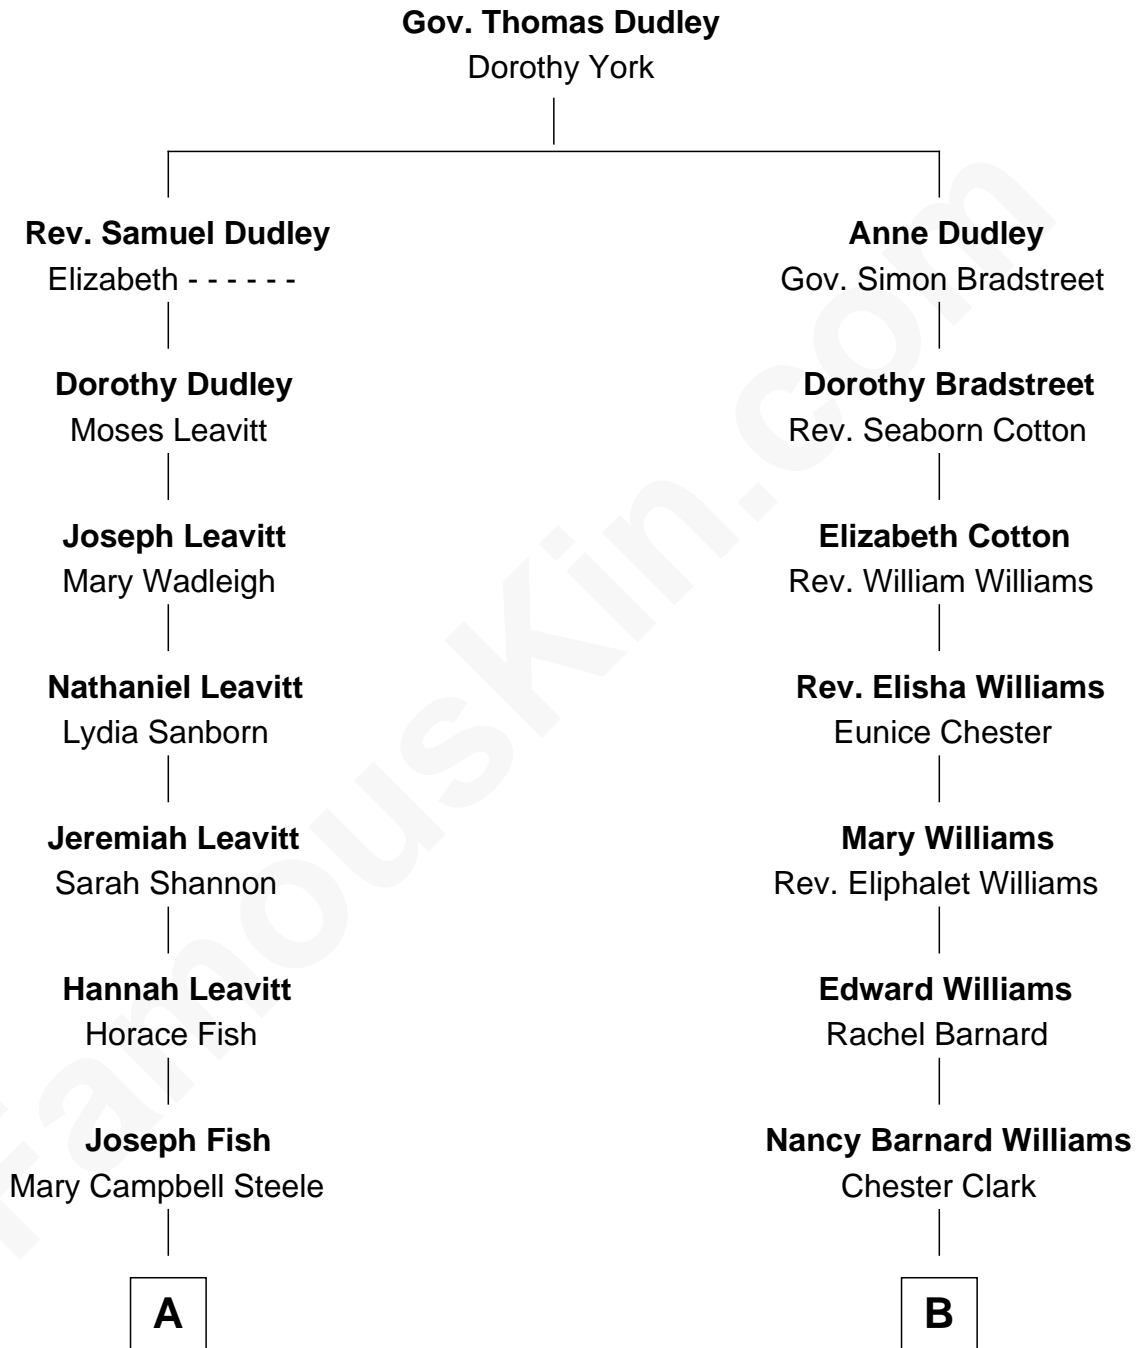 Gov. Thomas Dudley
Dorothy York
Rev. Samuel Dudley
Elizabeth - - - - - -
Anne Dudley
Gov. Simon Bradstreet
Dorothy Dudley
Moses Leavitt
Dorothy Bradstreet
Rev. Seaborn Cotton
Joseph Leavitt
Mary Wadleigh
Elizabeth Cotton
Rev. William Williams
Nathaniel Leavitt
Lydia Sanborn
Rev. Elisha Williams
Eunice Chester
Jeremiah Leavitt
Sarah Shannon
Mary Williams
Rev. Eliphalet Williams
Hannah Leavitt
Horace Fish
Edward Williams
Rachel Barnard
Joseph Fish
Mary Campbell Steele
Nancy Barnard Williams
Chester Clark
A
B
FamousKin.com